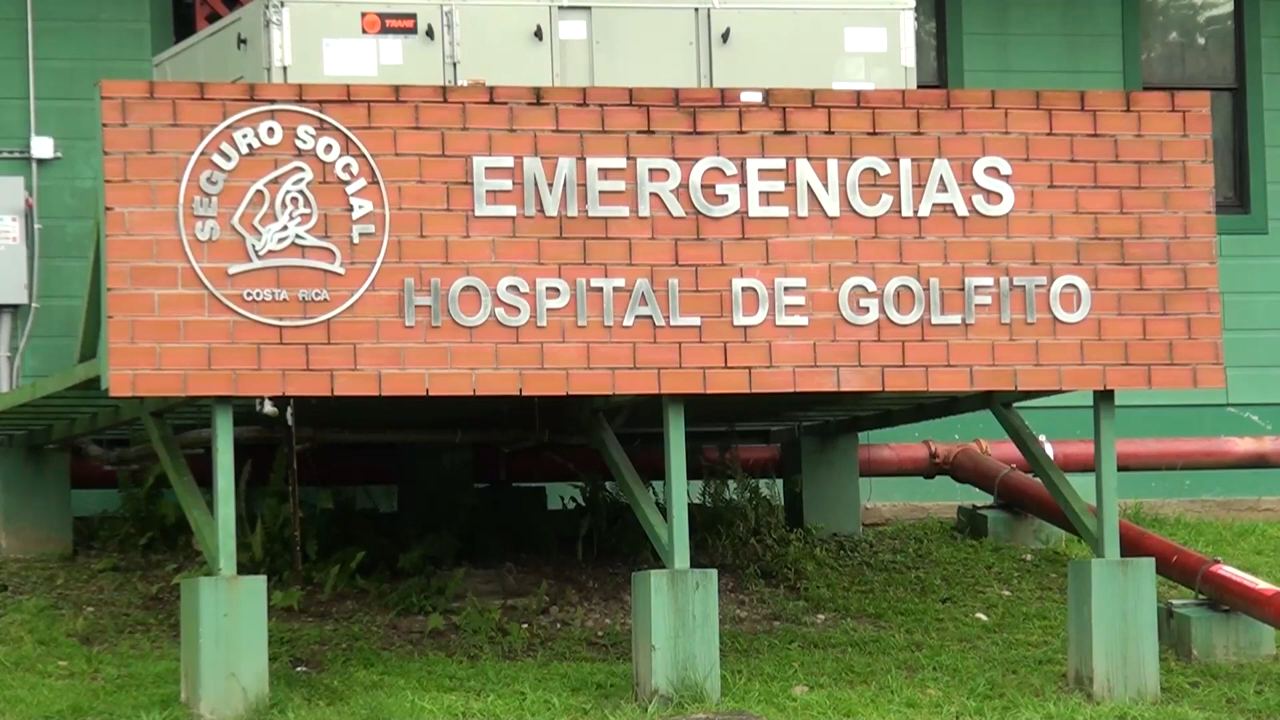 TRANE
SEGURO SOCIAL
COSTA RICA
EMERGENCIAS
HOSPITAL DE GOLFITO